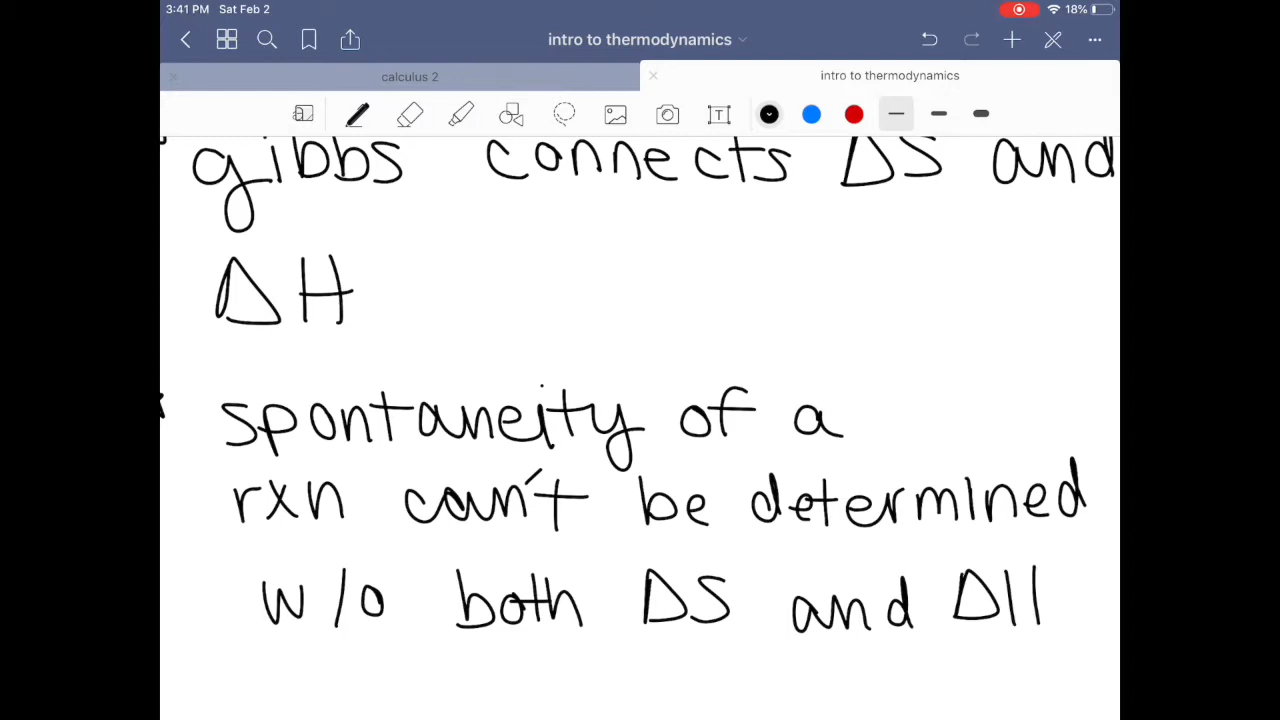 3:41 PM Sat Feb 2
18%
intro to thermodynamics
calculus 2
intro to thermodynamics
T
gibbs connects ΔS and
ΔH
spontaneity of a
rxn can't be determined
w/o both ΔS and Δ11